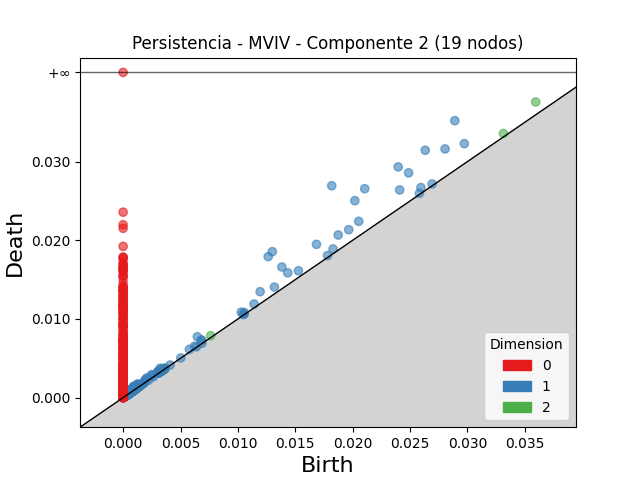 Persistencia - MVIV - Componente 2 (19 nodos)
+∞
0.030
0.020
0.010
0.000
Death
Dimension
0
1
2
0.000 0.005 0.010 0.015 0.020 0.025 0.030 0.035
Birth